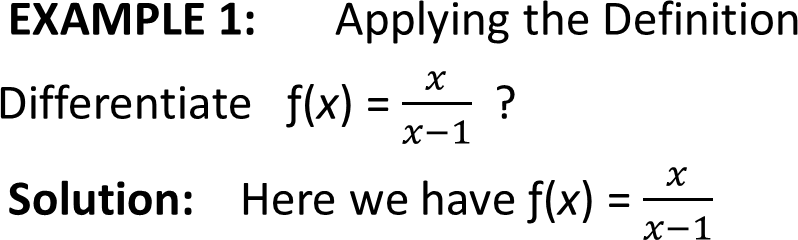 EXAMPLE 1: Applying the Definition
Differentiate ƒ(x) = x/(x−1) ?
Solution: Here we have ƒ(x) = x/(x−1)